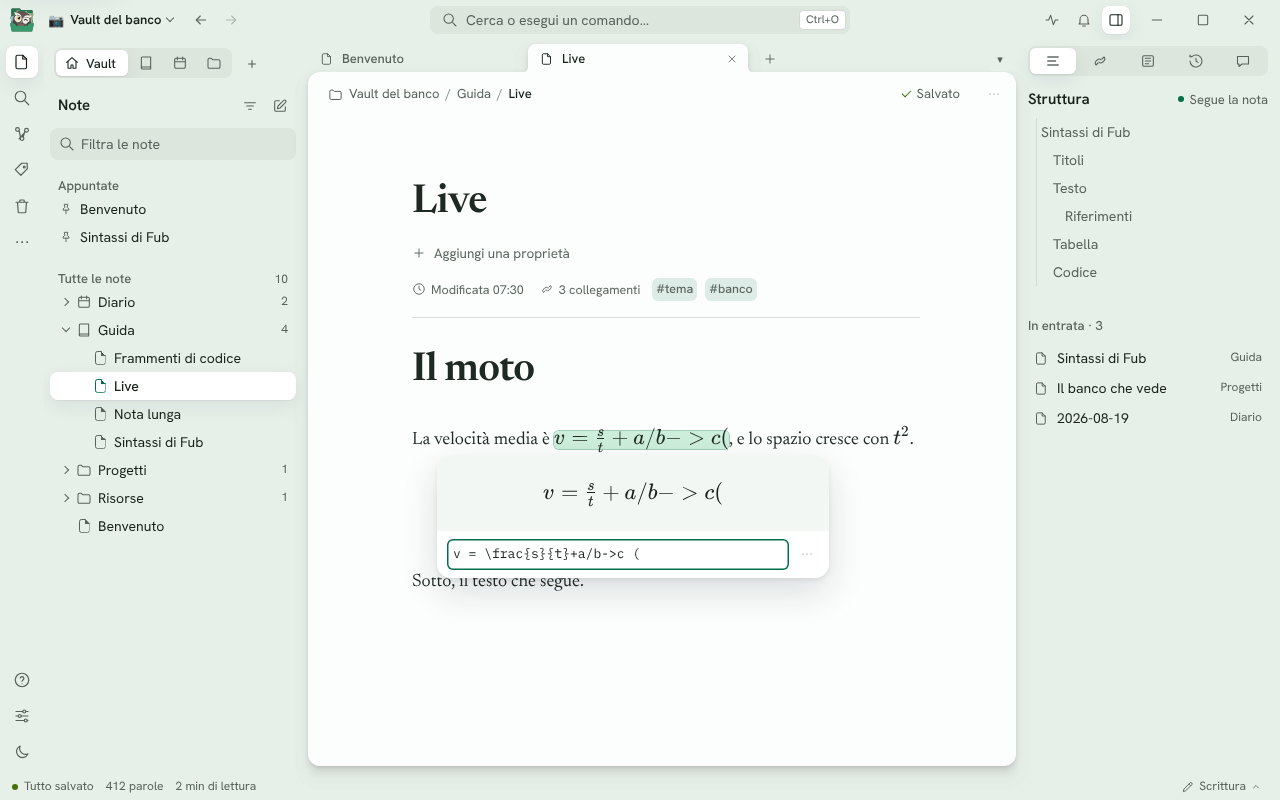 Vault del banco
Cerca o esegui un comando...
Ctrl+O
Vault
Benvenuto
Live
Note
Filtra le note
Appuntate
Benvenuto
Sintassi di Fub
Tutte le note 10
Diario 2
Guida 4
Frammenti di codice
Live
Nota lunga
Sintassi di Fub
Progetti 1
Risorse 1
Benvenuto
Vault del banco / Guida / Live
Salvato
Live
Aggiungi una proprietà
Modificata 07:30 3 collegamenti #tema #banco
Il moto
La velocità media è v = s/t + a/b− > c(, e lo spazio cresce con t².
v = s/t + a/b− > c(
v = \frac{s}{t}+a/b->c (
Sotto, il testo che segue.
Struttura
Segue la nota
Sintassi di Fub
Titoli
Testo
Riferimenti
Tabella
Codice
In entrata · 3
Sintassi di Fub Guida
Il banco che vede Progetti
2026-08-19 Diario
Tutto salvato 412 parole 2 min di lettura
Scrittura